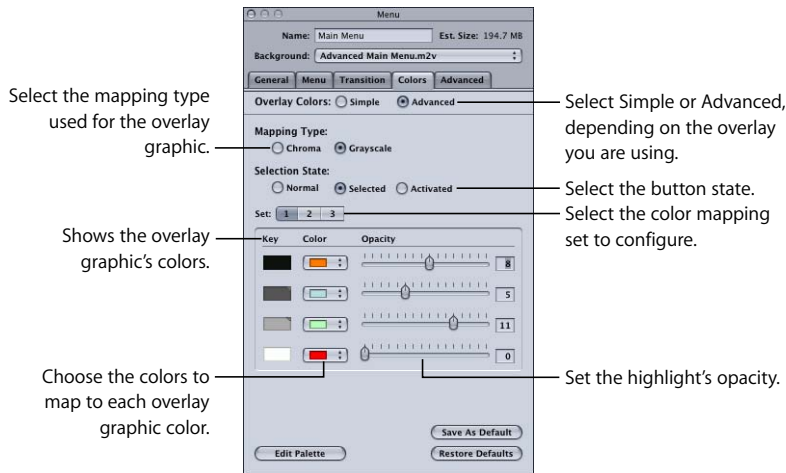 Menu
Name: Main Menu Est. Size: 194.7 MB
Background: Advanced Main Menu.m2v
General Menu Transition Colors Advanced
Overlay Colors: Simple Advanced
Mapping Type:
Chroma Grayscale
Selection State:
Normal Selected Activated
Set: 1 2 3
Key Color Opacity
8
5
11
0
Save As Default
Edit Palette Restore Defaults
Select the mapping type
used for the overlay
graphic.
Shows the overlay
graphic's colors.
Choose the colors to
map to each overlay
graphic color.
Select Simple or Advanced,
depending on the overlay
you are using.
Select the button state.
Select the color mapping
set to configure.
Set the highlight's opacity.